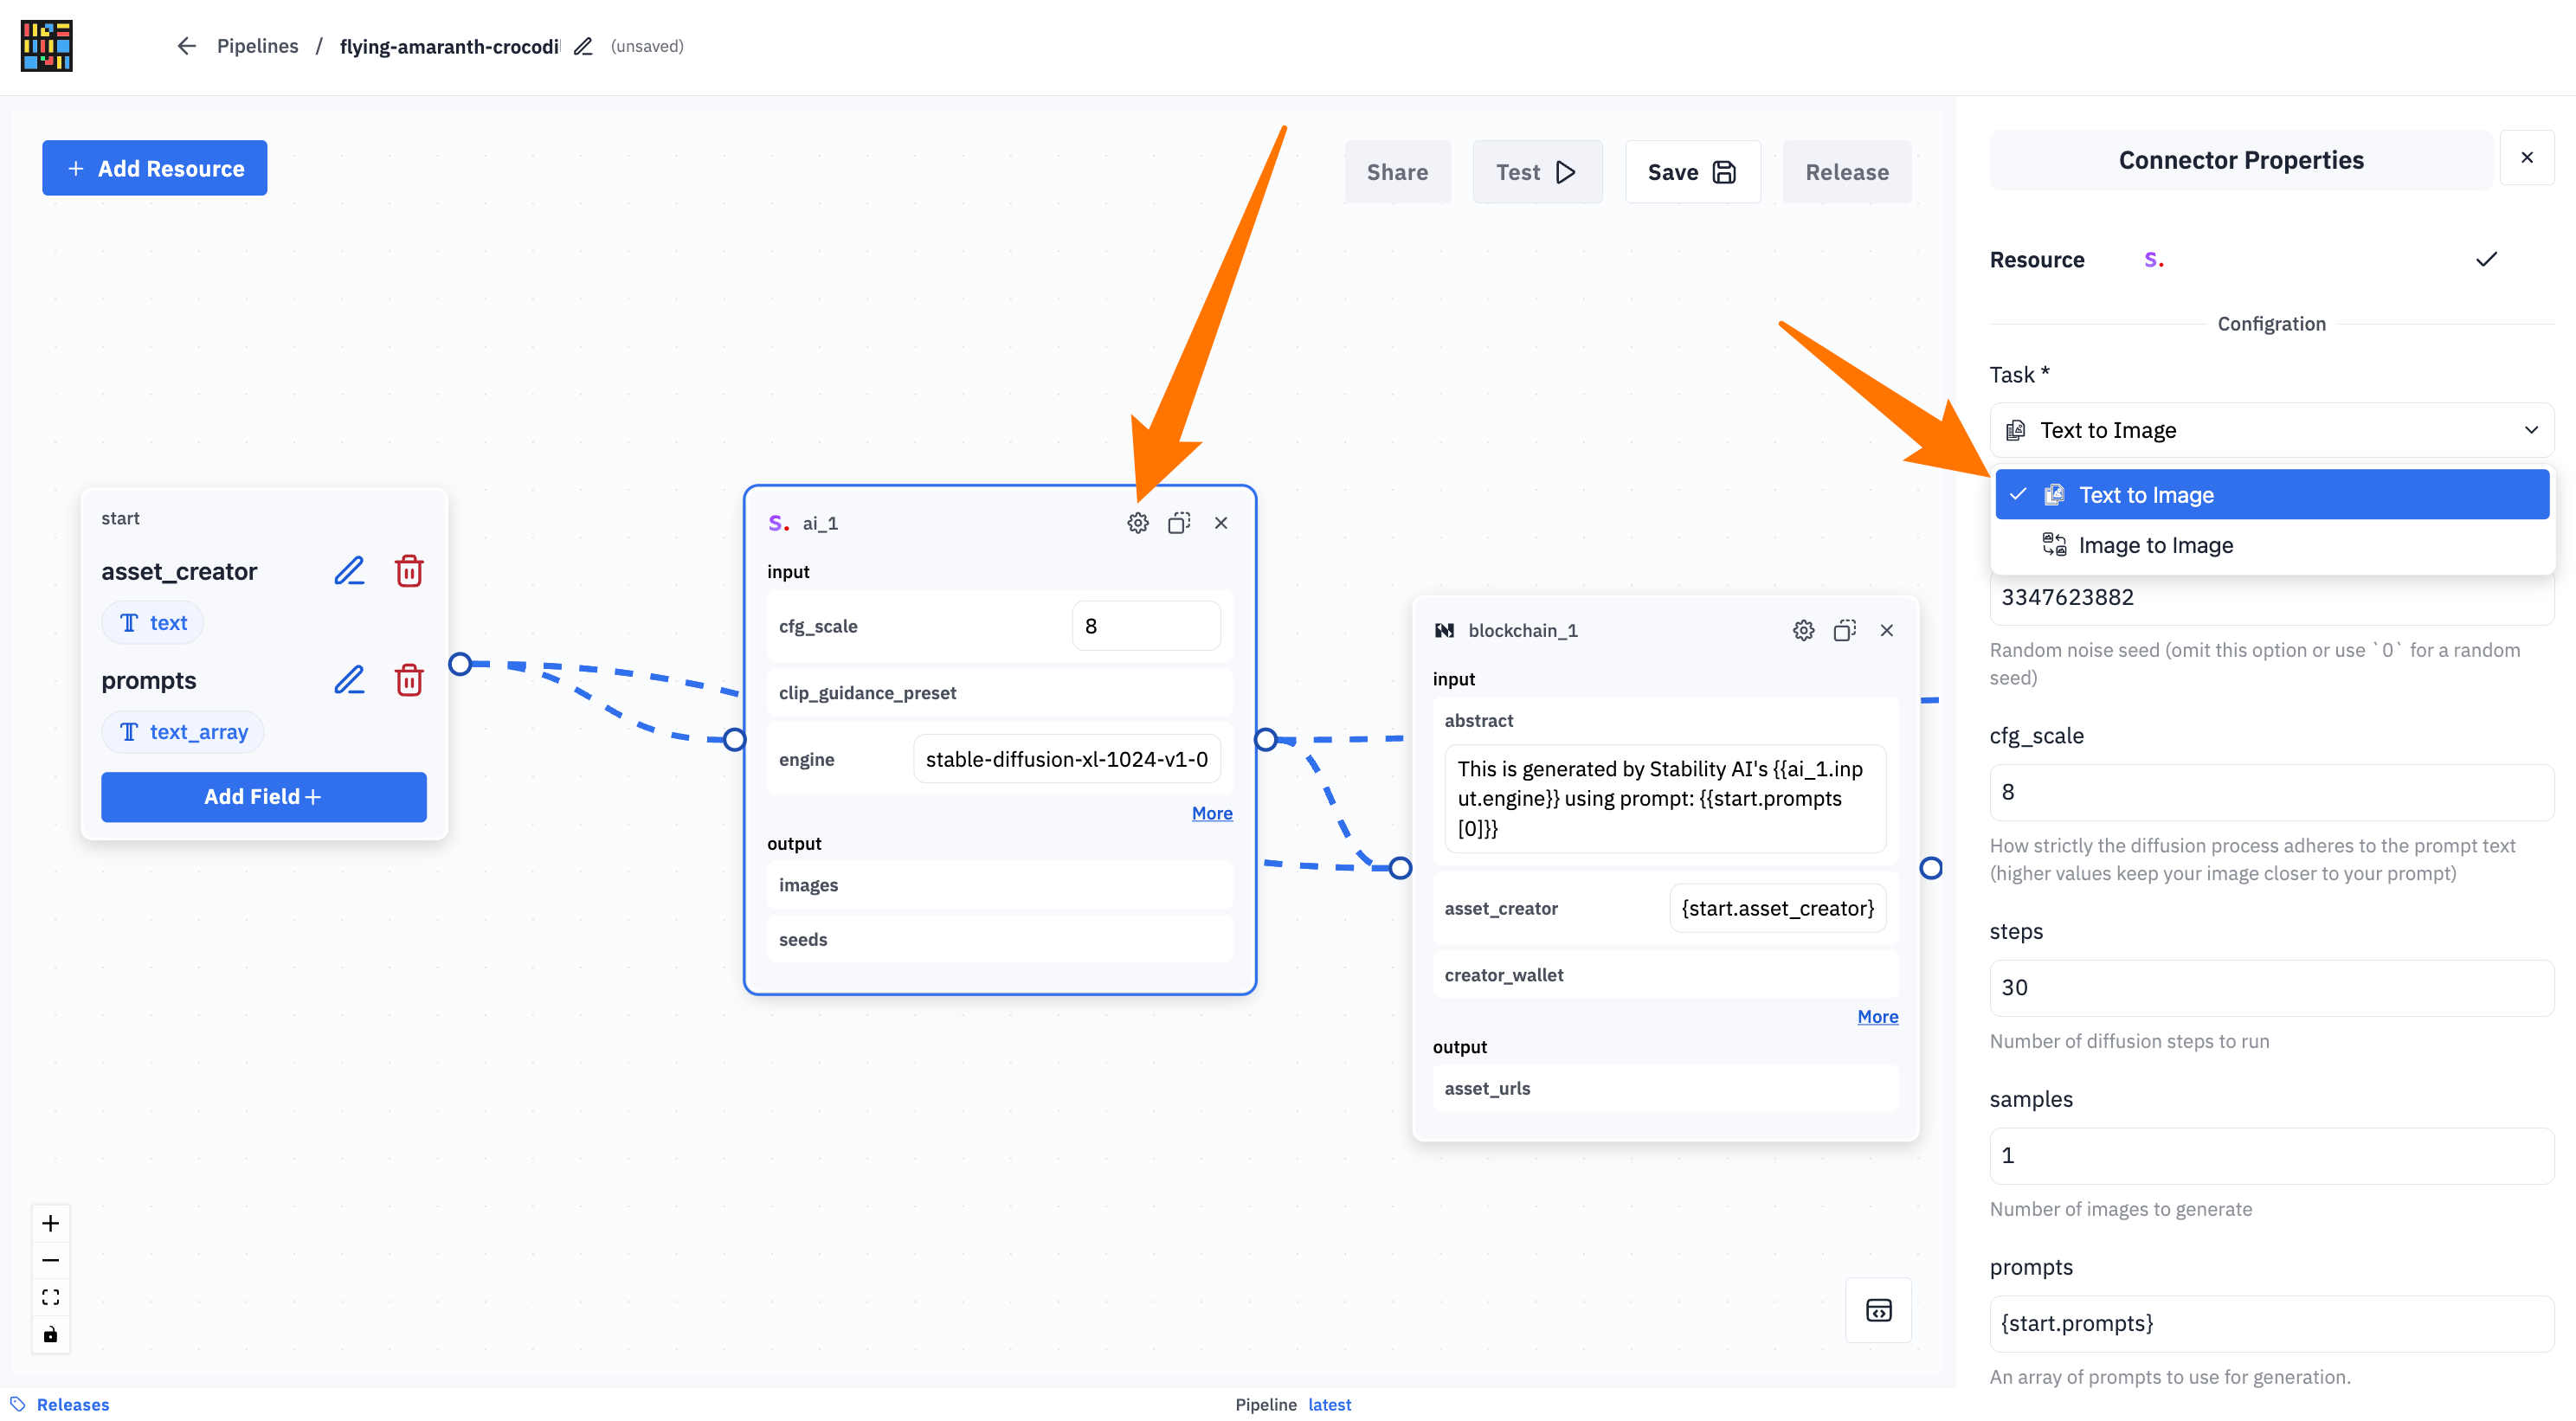 Pipelines / flying-amaranth-crocodi (unsaved)
+ Add Resource
Share
Test
Save
Release
start
asset_creator
text
prompts
text_array
Add Field+
S. ai_1
input
cfg_scale 8
clip_guidance_preset
engine stable-diffusion-xl-1024-v1-0
More
output
images
seeds
blockchain_1
input
abstract
This is generated by Stability AI's {{ai_1.inp
ut.engine}} using prompt: {{start.prompts
[0]}}
asset_creator {start.asset_creator}
creator_wallet
More
output
asset_urls
Connector Properties
Resource S.
Configration
Task *
Text to Image
Text to Image
Image to Image
3347623882
Random noise seed (omit this option or use `0` for a random
seed)
cfg_scale
8
How strictly the diffusion process adheres to the prompt text
(higher values keep your image closer to your prompt)
steps
30
Number of diffusion steps to run
samples
1
Number of images to generate
prompts
{start.prompts}
An array of prompts to use for generation.
Releases
Pipeline latest